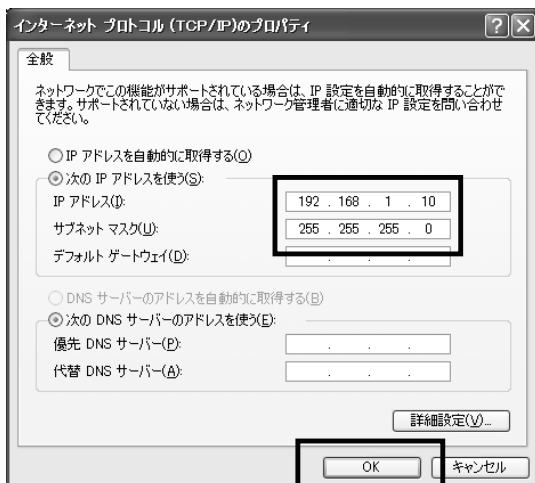 インターネット プロトコル (TCP/IP)のプロパティ
全般
ネットワークでこの機能がサポートされている場合は、IP 設定を自動的に取得することがで
きます。サポートされていない場合は、ネットワーク管理者に適切な IP 設定を問い合わせ
てください。
IP アドレスを自動的に取得する(O)
次の IP アドレスを使う(S):
IP アドレス(I): 192 . 168 . 1 . 10
サブネット マスク(U): 255 . 255 . 255 . 0
デフォルト ゲートウェイ(D): . . .
DNS サーバーのアドレスを自動的に取得する(B)
次の DNS サーバーのアドレスを使う(E):
優先 DNS サーバー(P): . . .
代替 DNS サーバー(A): . . .
詳細設定(V)...
OK キャンセル